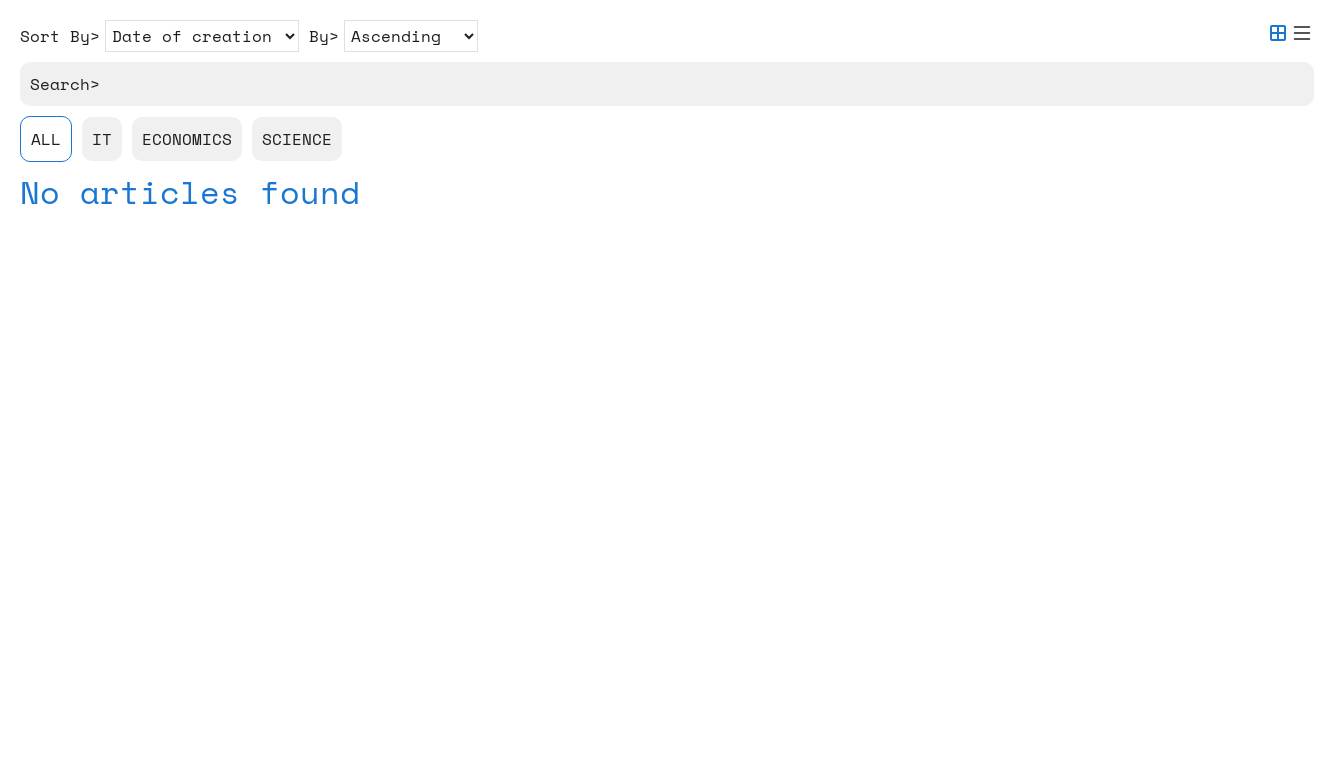 Sort By> Date of creation By> Ascending
Search>
ALL IT ECONOMICS SCIENCE
No articles found